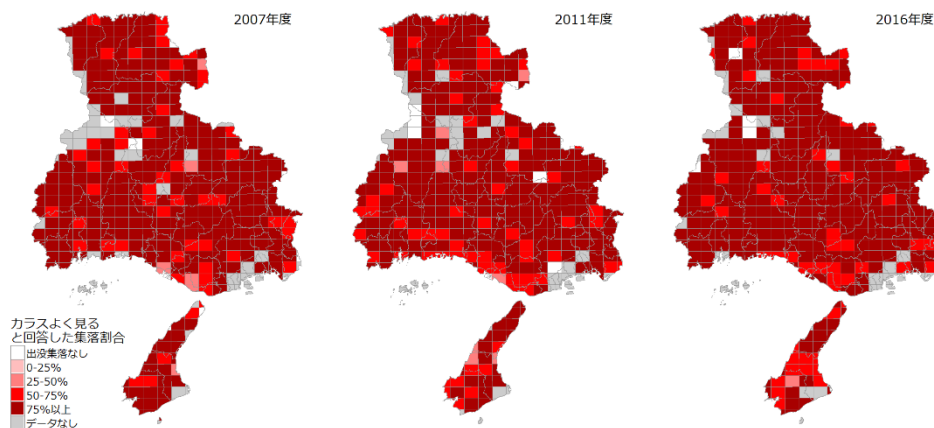 2007年度
2011年度
2016年度
カラスよく見る
と回答した集落割合
出没集落なし
0-25%
25-50%
50-75%
75%以上
データなし